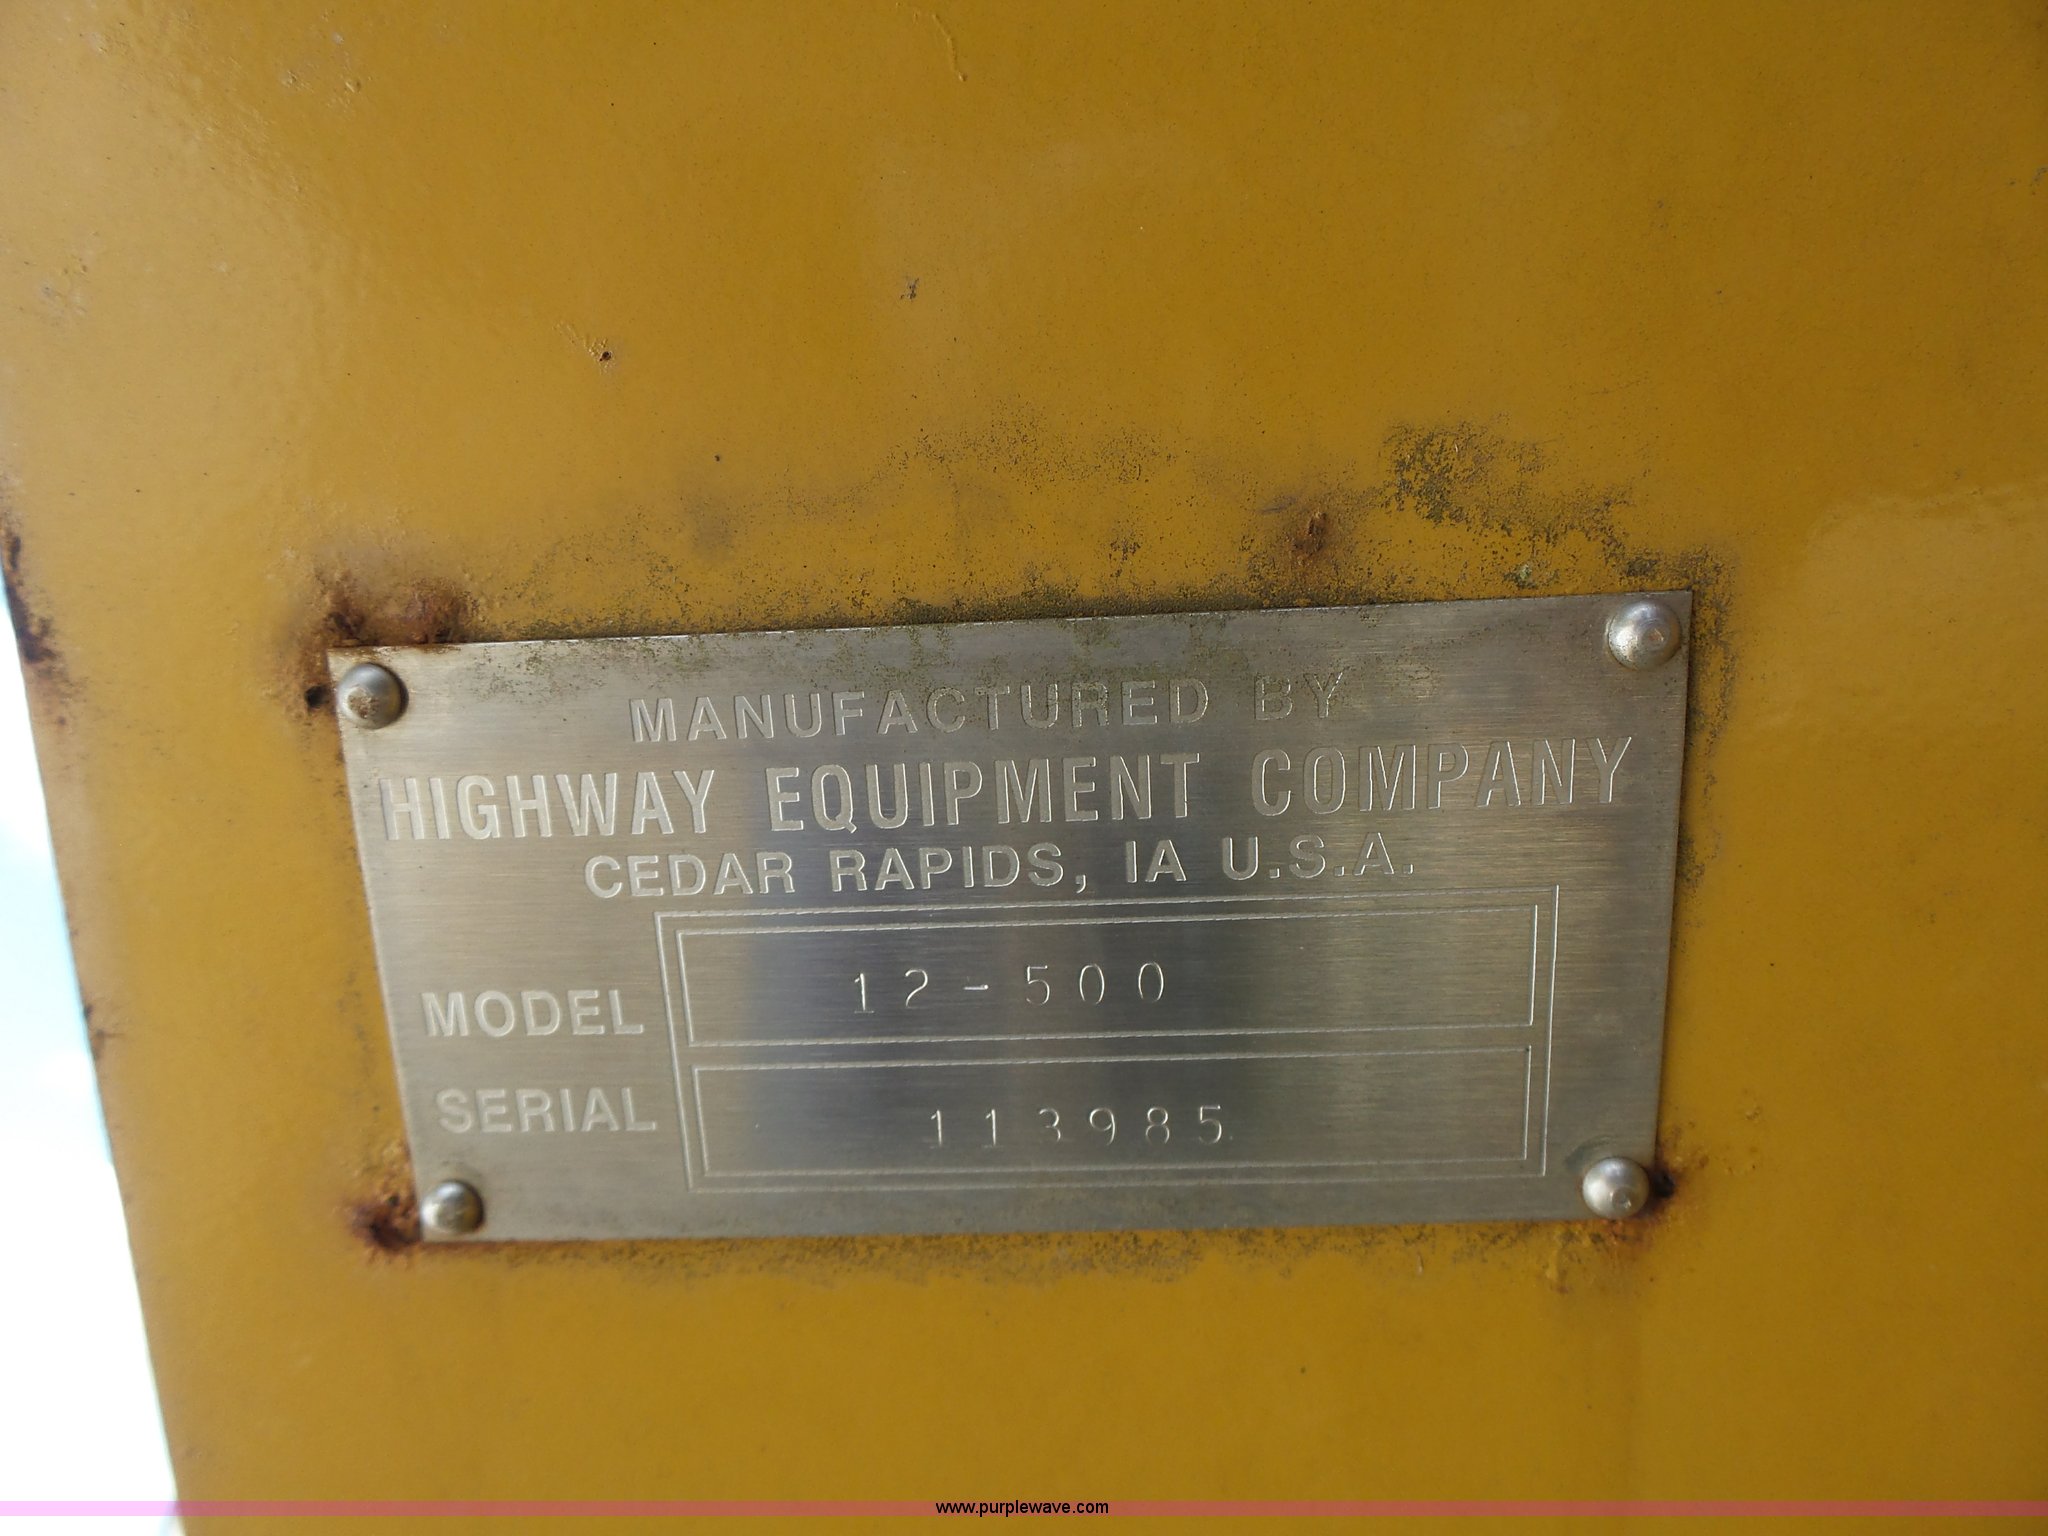 MANUFACTURED BY
HIGHWAY EQUIPMENT COMPANY
CEDAR RAPIDS, IA U.S.A.
MODEL 12-500
SERIAL 113985
www.purplewave.com